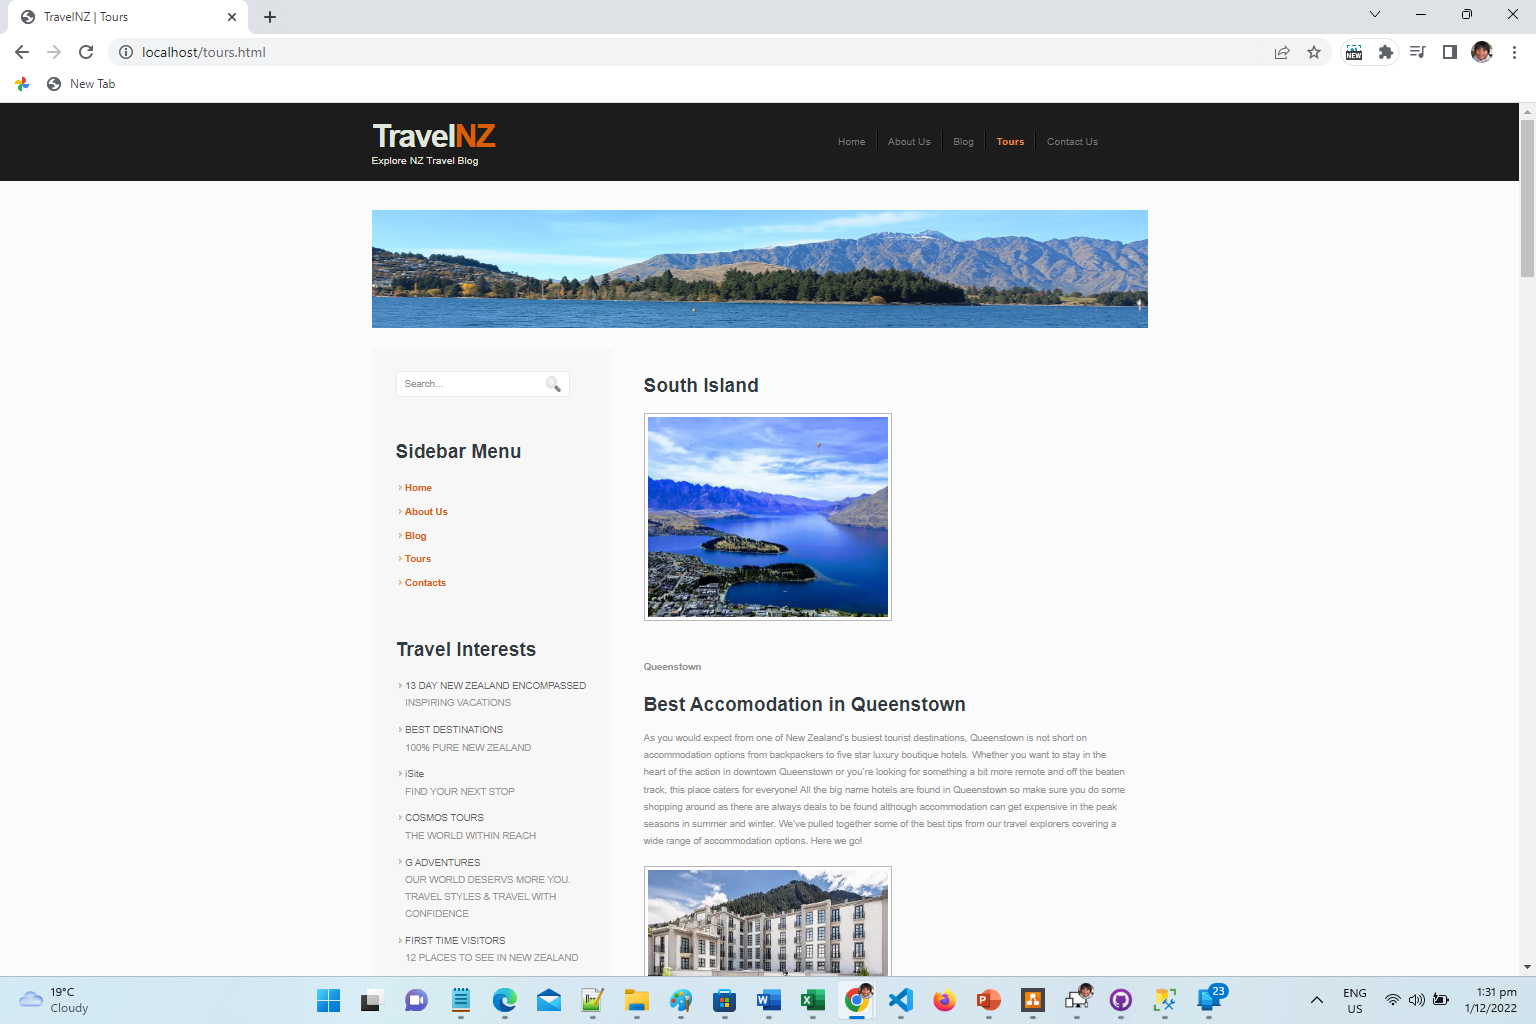 TravelNZ | Tours
localhost/tours.html
NEW
New Tab
TravelNZ
Explore NZ Travel Blog
Home
About Us
Blog
Tours
Contact Us
Search...
Sidebar Menu
Home
About Us
Blog
Tours
Contacts
Travel Interests
13 DAY NEW ZEALAND ENCOMPASSED
INSPIRING VACATIONS
BEST DESTINATIONS
100% PURE NEW ZEALAND
iSite
FIND YOUR NEXT STOP
COSMOS TOURS
THE WORLD WITHIN REACH
G ADVENTURES
OUR WORLD DESERVS MORE YOU.
TRAVEL STYLES & TRAVEL WITH
CONFIDENCE
FIRST TIME VISITORS
12 PLACES TO SEE IN NEW ZEALAND
South Island
Queenstown
Best Accomodation in Queenstown
As you would expect from one of New Zealand's busiest tourist destinations, Queenstown is not short on
accommodation options from backpackers to five star luxury boutique hotels. Whether you want to stay in the
heart of the action in downtown Queenstown or you're looking for something a bit more remote and off the beaten
track, this place caters for everyone! All the big name hotels are found in Queenstown so make sure you do some
shopping around as there are always deals to be found although accommodation can get expensive in the peak
seasons in summer and winter. We've pulled together some of the best tips from our travel explorers covering a
wide range of accommodation options. Here we go!
19°C
Cloudy
W
X
P
23
ENG
US
1:31 pm
1/12/2022